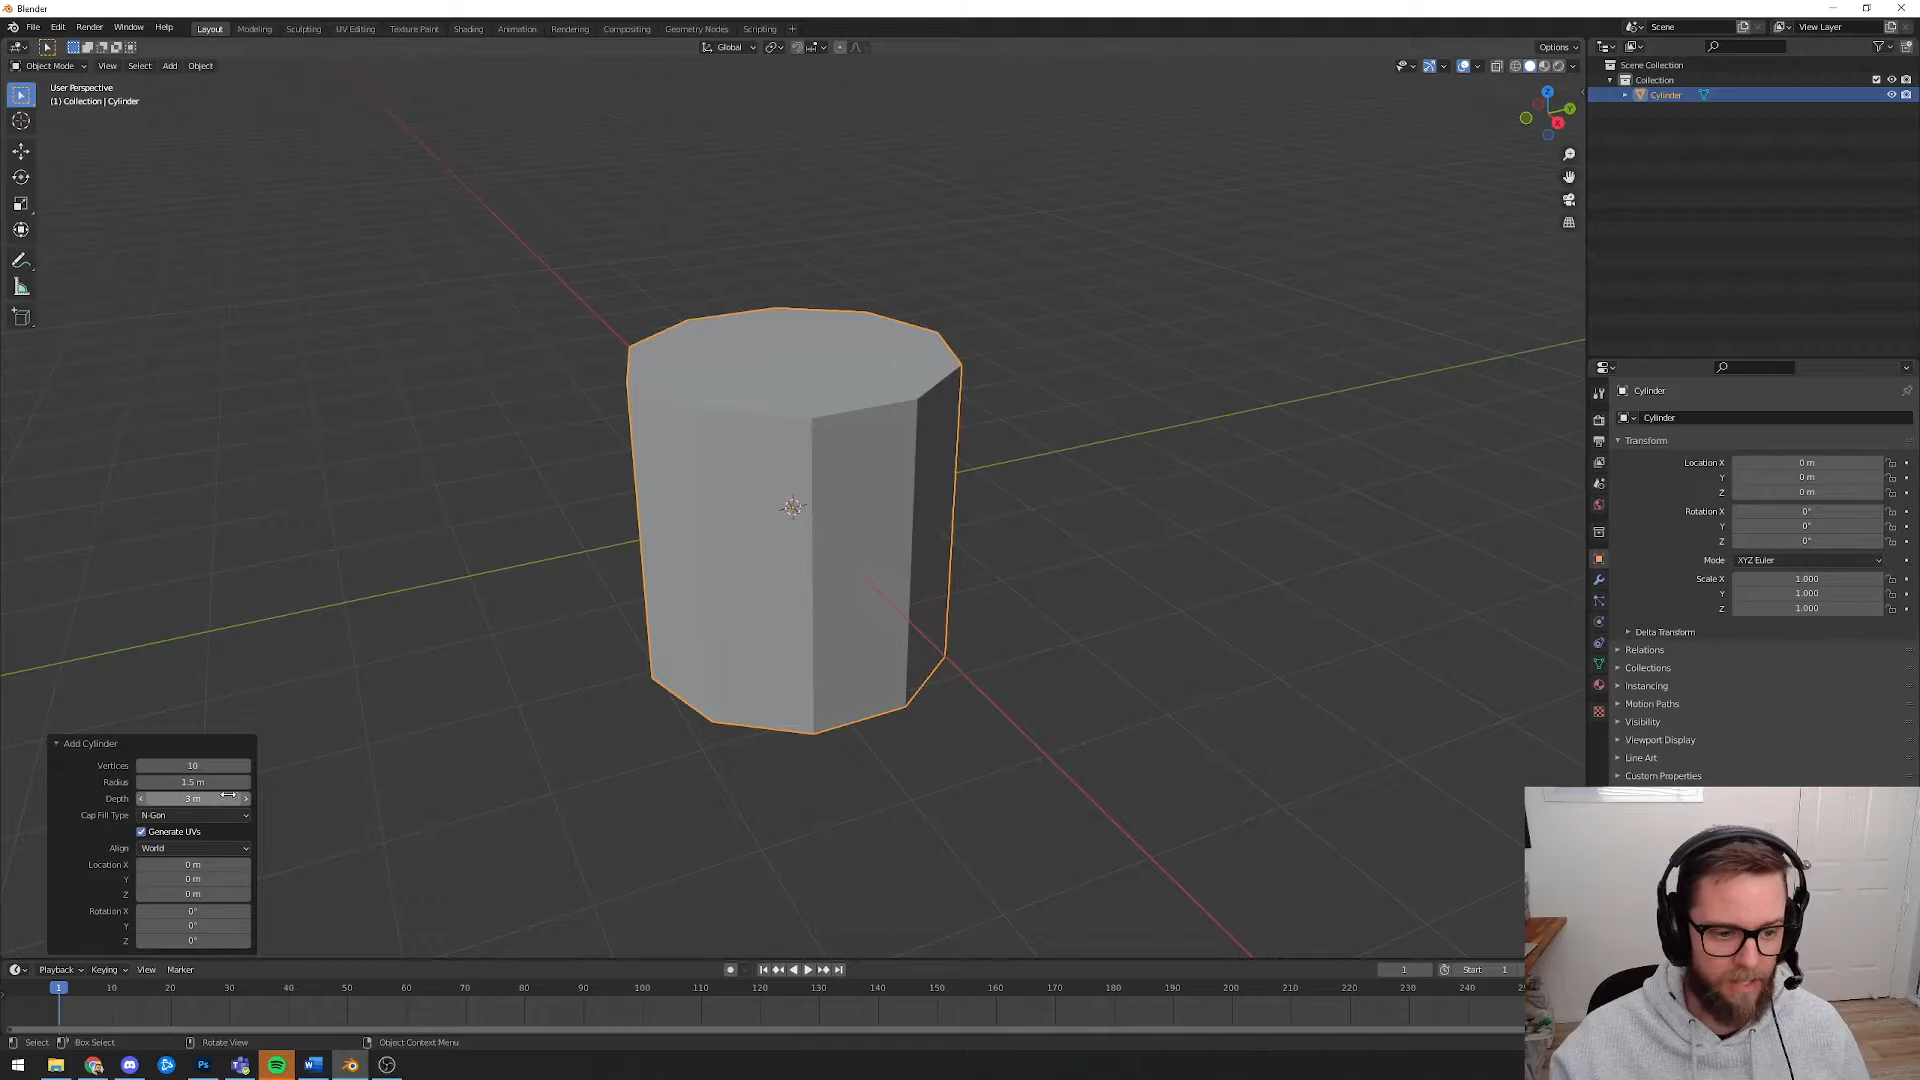 Blender
File Edit Render Window Help Layout Modeling Sculpting UV Editing Texture Paint Shading Animation Rendering Compositing Geometry Nodes Scripting + Scene View Layer
Global Options
Object Mode View Select Add Object
User Perspective
(1) Collection | Cylinder
Z
Y
X
Scene Collection
Collection
Cylinder
Cylinder
Cylinder
Transform
Location X 0 m
Y 0 m
Z 0 m
Rotation X 0°
Y 0°
Z 0°
Mode XYZ Euler
Scale X 1.000
Y 1.000
Z 1.000
Delta Transform
Relations
Collections
Instancing
Motion Paths
Visibility
Viewport Display
Line Art
Custom Properties
Add Cylinder
Vertices 10
Radius 1.5 m
Depth 3 m
Cap Fill Type N-Gon
Generate UVs
Align World
Location X 0 m
Y 0 m
Z 0 m
Rotation X 0°
Y 0°
Z 0°
Playback Keying View Marker 1 Start 1
1 10 20 30 40 50 60 70 80 90 100 110 120 130 140 150 160 170 180 190 200 210 220 230 240
Select Box Select Rotate View Object Context Menu
Ps W